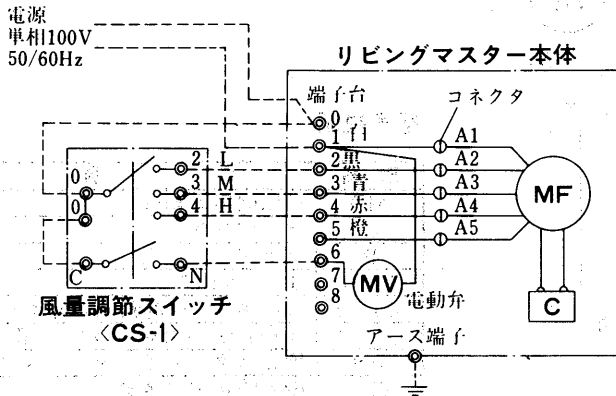 電源
単相100V
50/60Hz
リビングマスター本体
端子台
コネクタ
0
1 白 A1
2 黒 A2
3 青 A3
4 赤 A4
5 橙 A5
6
7
8
MF
MV
電動弁
C
アース端子
0
0
C
2 L
3 M
4 H
N
風量調節スイッチ
〈CS-1〉